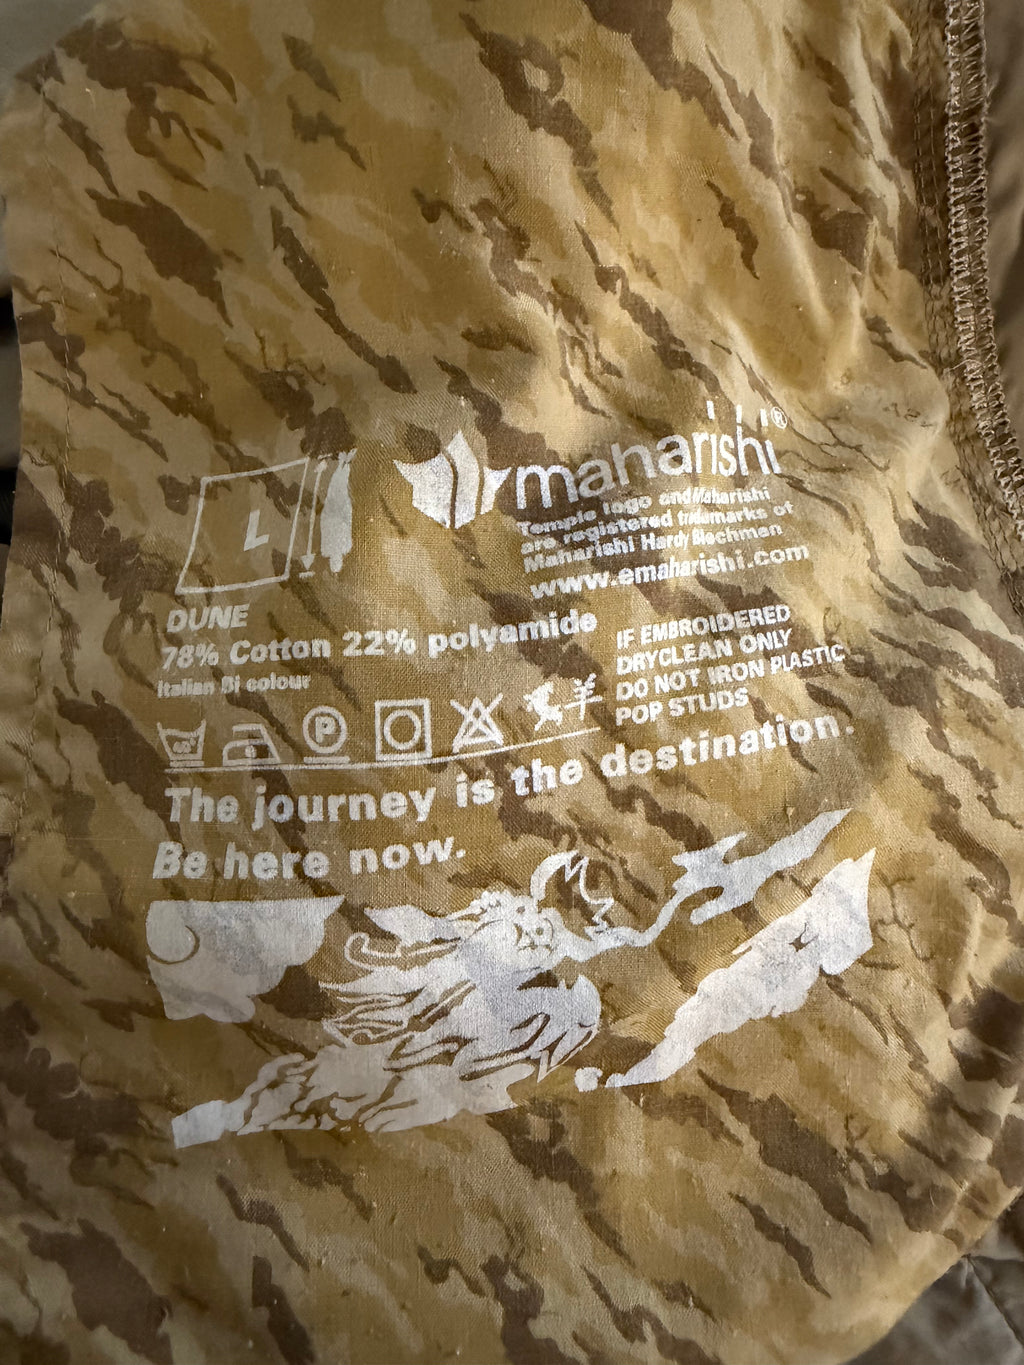 maharishi®
Temple logo and Maharishi
are registered trademarks of
Maharishi Hardy Blechman
www.emaharishi.com
L
DUNE
78% Cotton 22% polyamide
Italian Bi colour
IF EMBROIDERED
DRYCLEAN ONLY
DO NOT IRON PLASTIC
POP STUDS
P
羊
The journey is the destination.
Be here now.